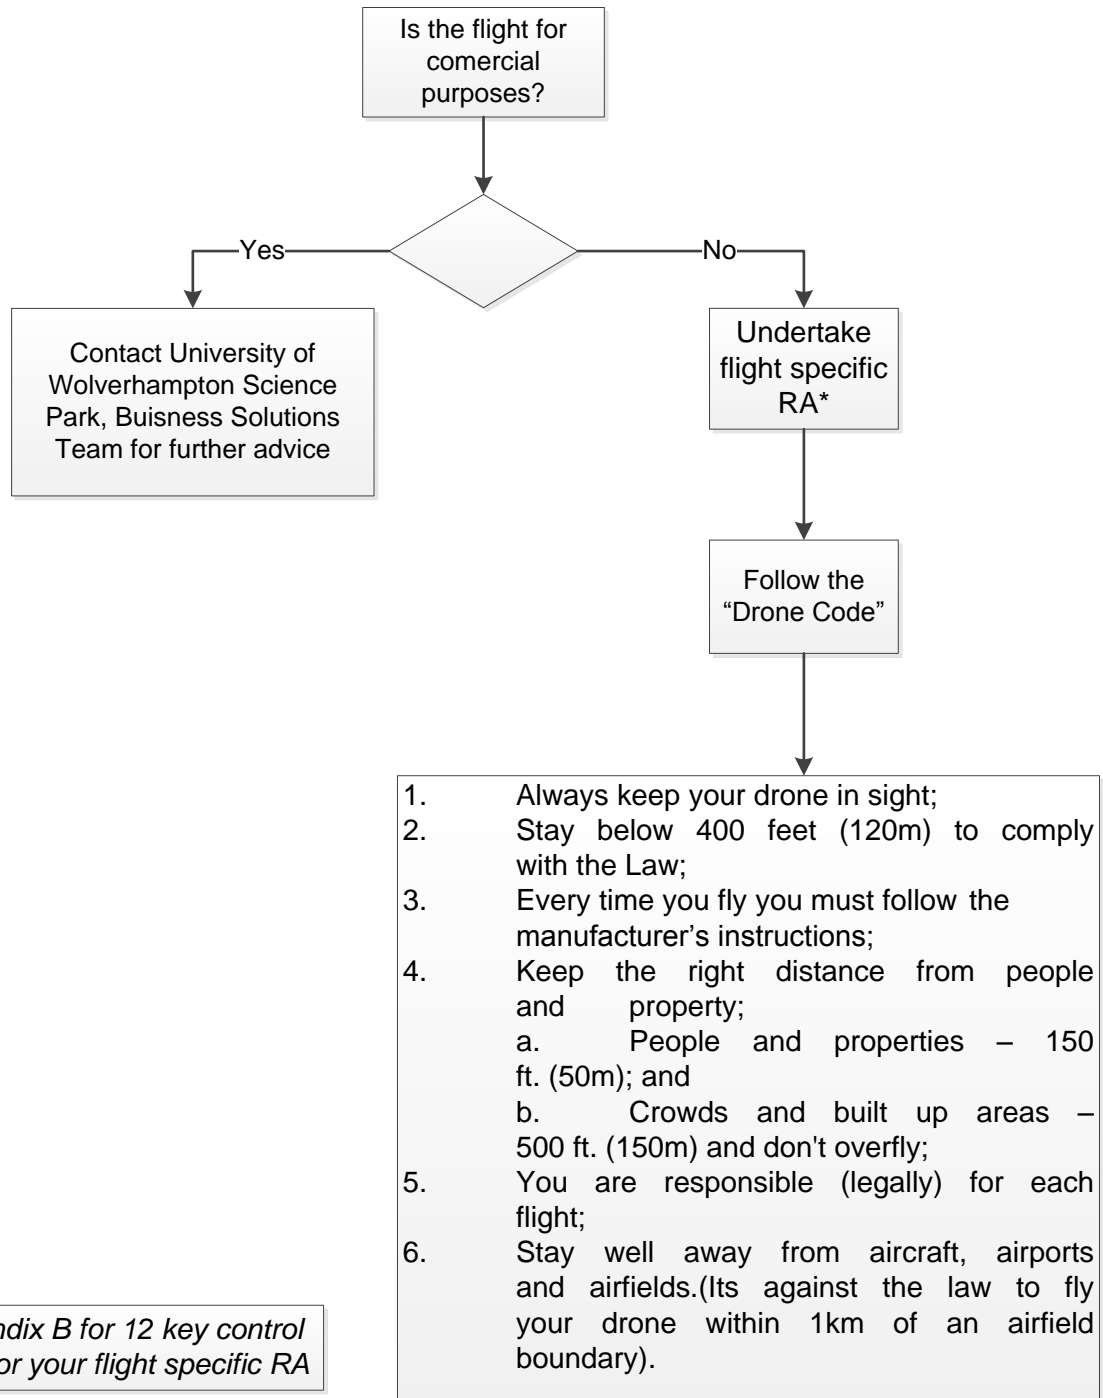 Is the flight for
comercial
purposes?
Yes
No
Contact University of
Wolverhampton Science
Park, Buisness Solutions
Team for further advice
Undertake
flight specific
RA*
Follow the
“Drone Code”
1. Always keep your drone in sight;
2. Stay below 400 feet (120m) to comply
with the Law;
3. Every time you fly you must follow the
manufacturer’s instructions;
4. Keep the right distance from people
and property;
a. People and properties – 150
ft. (50m); and
b. Crowds and built up areas –
500 ft. (150m) and don't overfly;
5. You are responsible (legally) for each
flight;
6. Stay well away from aircraft, airports
and airfields.(Its against the law to fly
your drone within 1km of an airfield
boundary).
B for 12 key control
your flight specific RA